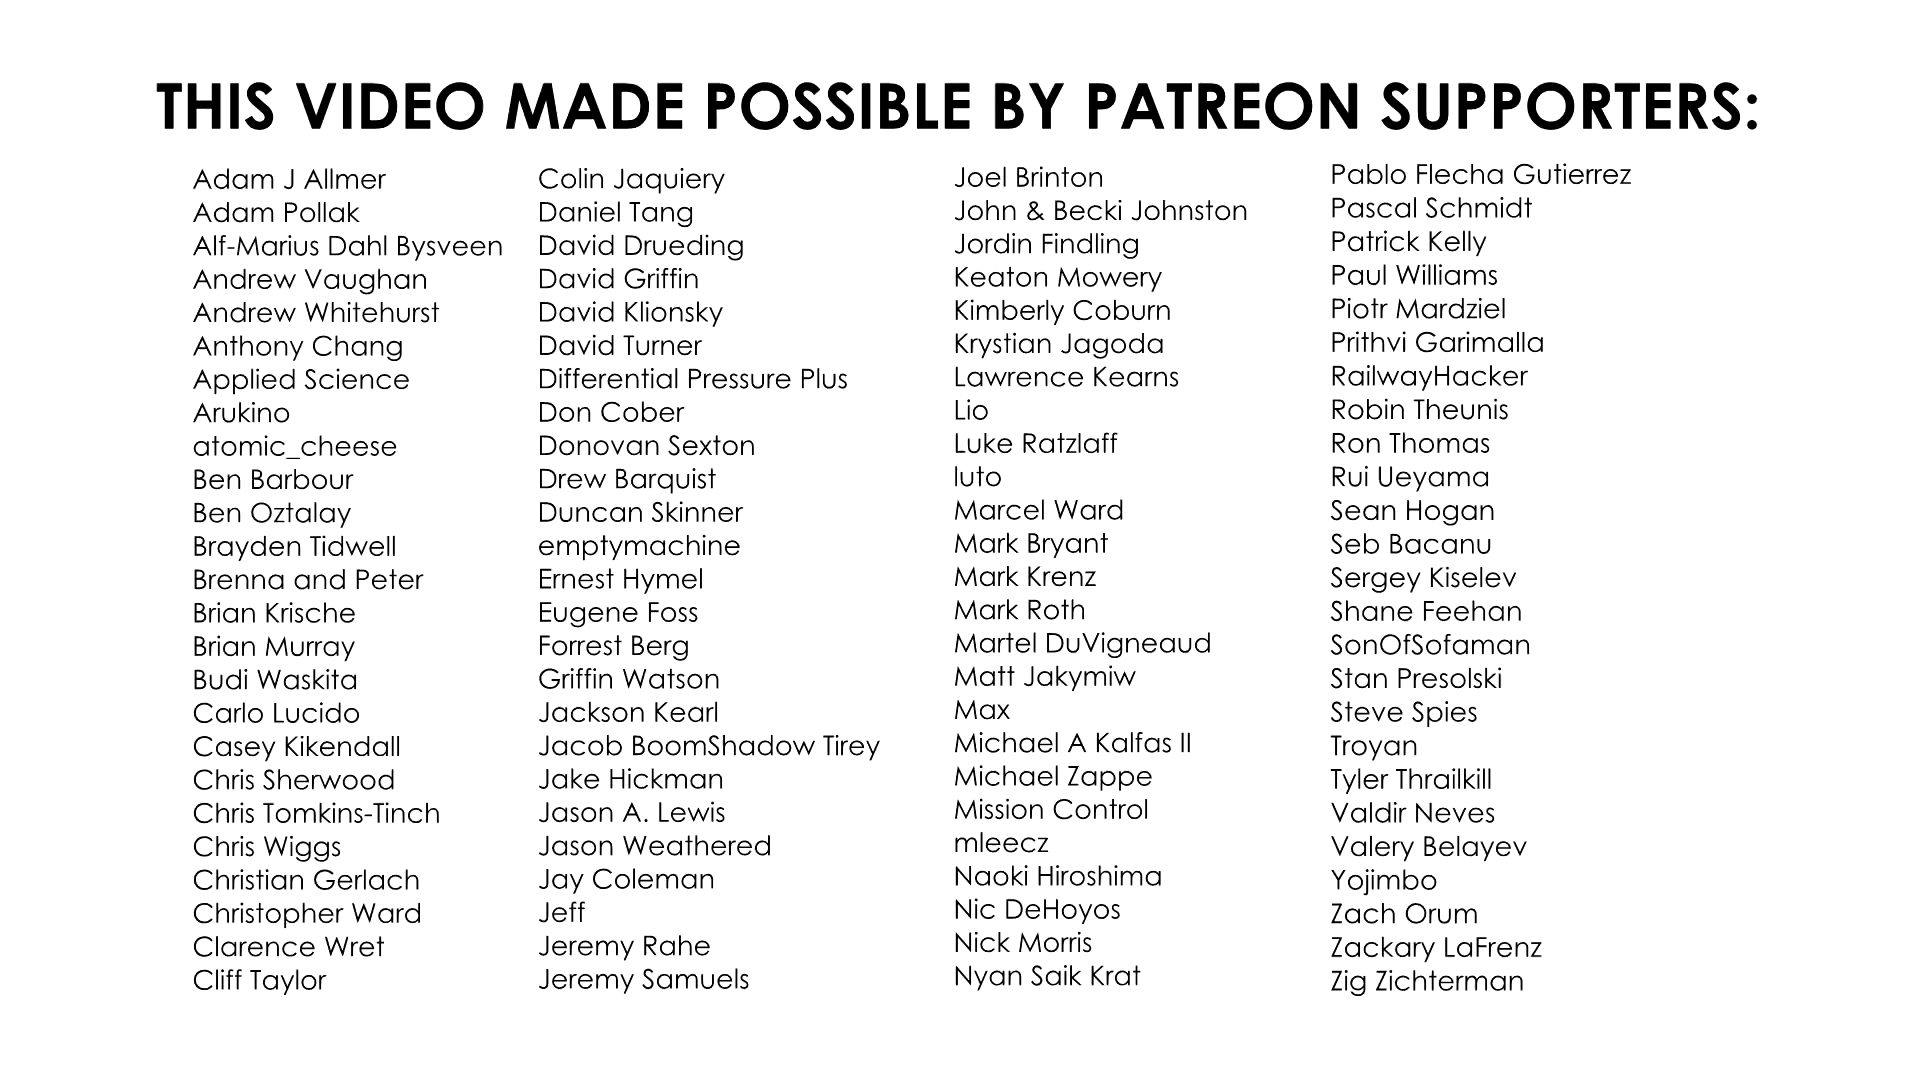 THIS VIDEO MADE POSSIBLE BY PATREON SUPPORTERS:
Adam J Allmer
Adam Pollak
Alf-Marius Dahl Bysveen
Andrew Vaughan
Andrew Whitehurst
Anthony Chang
Applied Science
Arukino
atomic_cheese
Ben Barbour
Ben Oztalay
Brayden Tidwell
Brenna and Peter
Brian Krische
Brian Murray
Budi Waskita
Carlo Lucido
Casey Kikendall
Chris Sherwood
Chris Tomkins-Tinch
Chris Wiggs
Christian Gerlach
Christopher Ward
Clarence Wret
Cliff Taylor
Colin Jaquiery
Daniel Tang
David Drueding
David Griffin
David Klionsky
David Turner
Differential Pressure Plus
Don Cober
Donovan Sexton
Drew Barquist
Duncan Skinner
emptymachine
Ernest Hymel
Eugene Foss
Forrest Berg
Griffin Watson
Jackson Kearl
Jacob BoomShadow Tirey
Jake Hickman
Jason A. Lewis
Jason Weathered
Jay Coleman
Jeff
Jeremy Rahe
Jeremy Samuels
Joel Brinton
John & Becki Johnston
Jordin Findling
Keaton Mowery
Kimberly Coburn
Krystian Jagoda
Lawrence Kearns
Lio
Luke Ratzlaff
luto
Marcel Ward
Mark Bryant
Mark Krenz
Mark Roth
Martel DuVigneaud
Matt Jakymiw
Max
Michael A Kalfas II
Michael Zappe
Mission Control
mleecz
Naoki Hiroshima
Nic DeHoyos
Nick Morris
Nyan Saik Krat
Pablo Flecha Gutierrez
Pascal Schmidt
Patrick Kelly
Paul Williams
Piotr Mardziel
Prithvi Garimalla
RailwayHacker
Robin Theunis
Ron Thomas
Rui Ueyama
Sean Hogan
Seb Bacanu
Sergey Kiselev
Shane Feehan
SonOfSofaman
Stan Presolski
Steve Spies
Troyan
Tyler Thrailkill
Valdir Neves
Valery Belayev
Yojimbo
Zach Orum
Zackary LaFrenz
Zig Zichterman